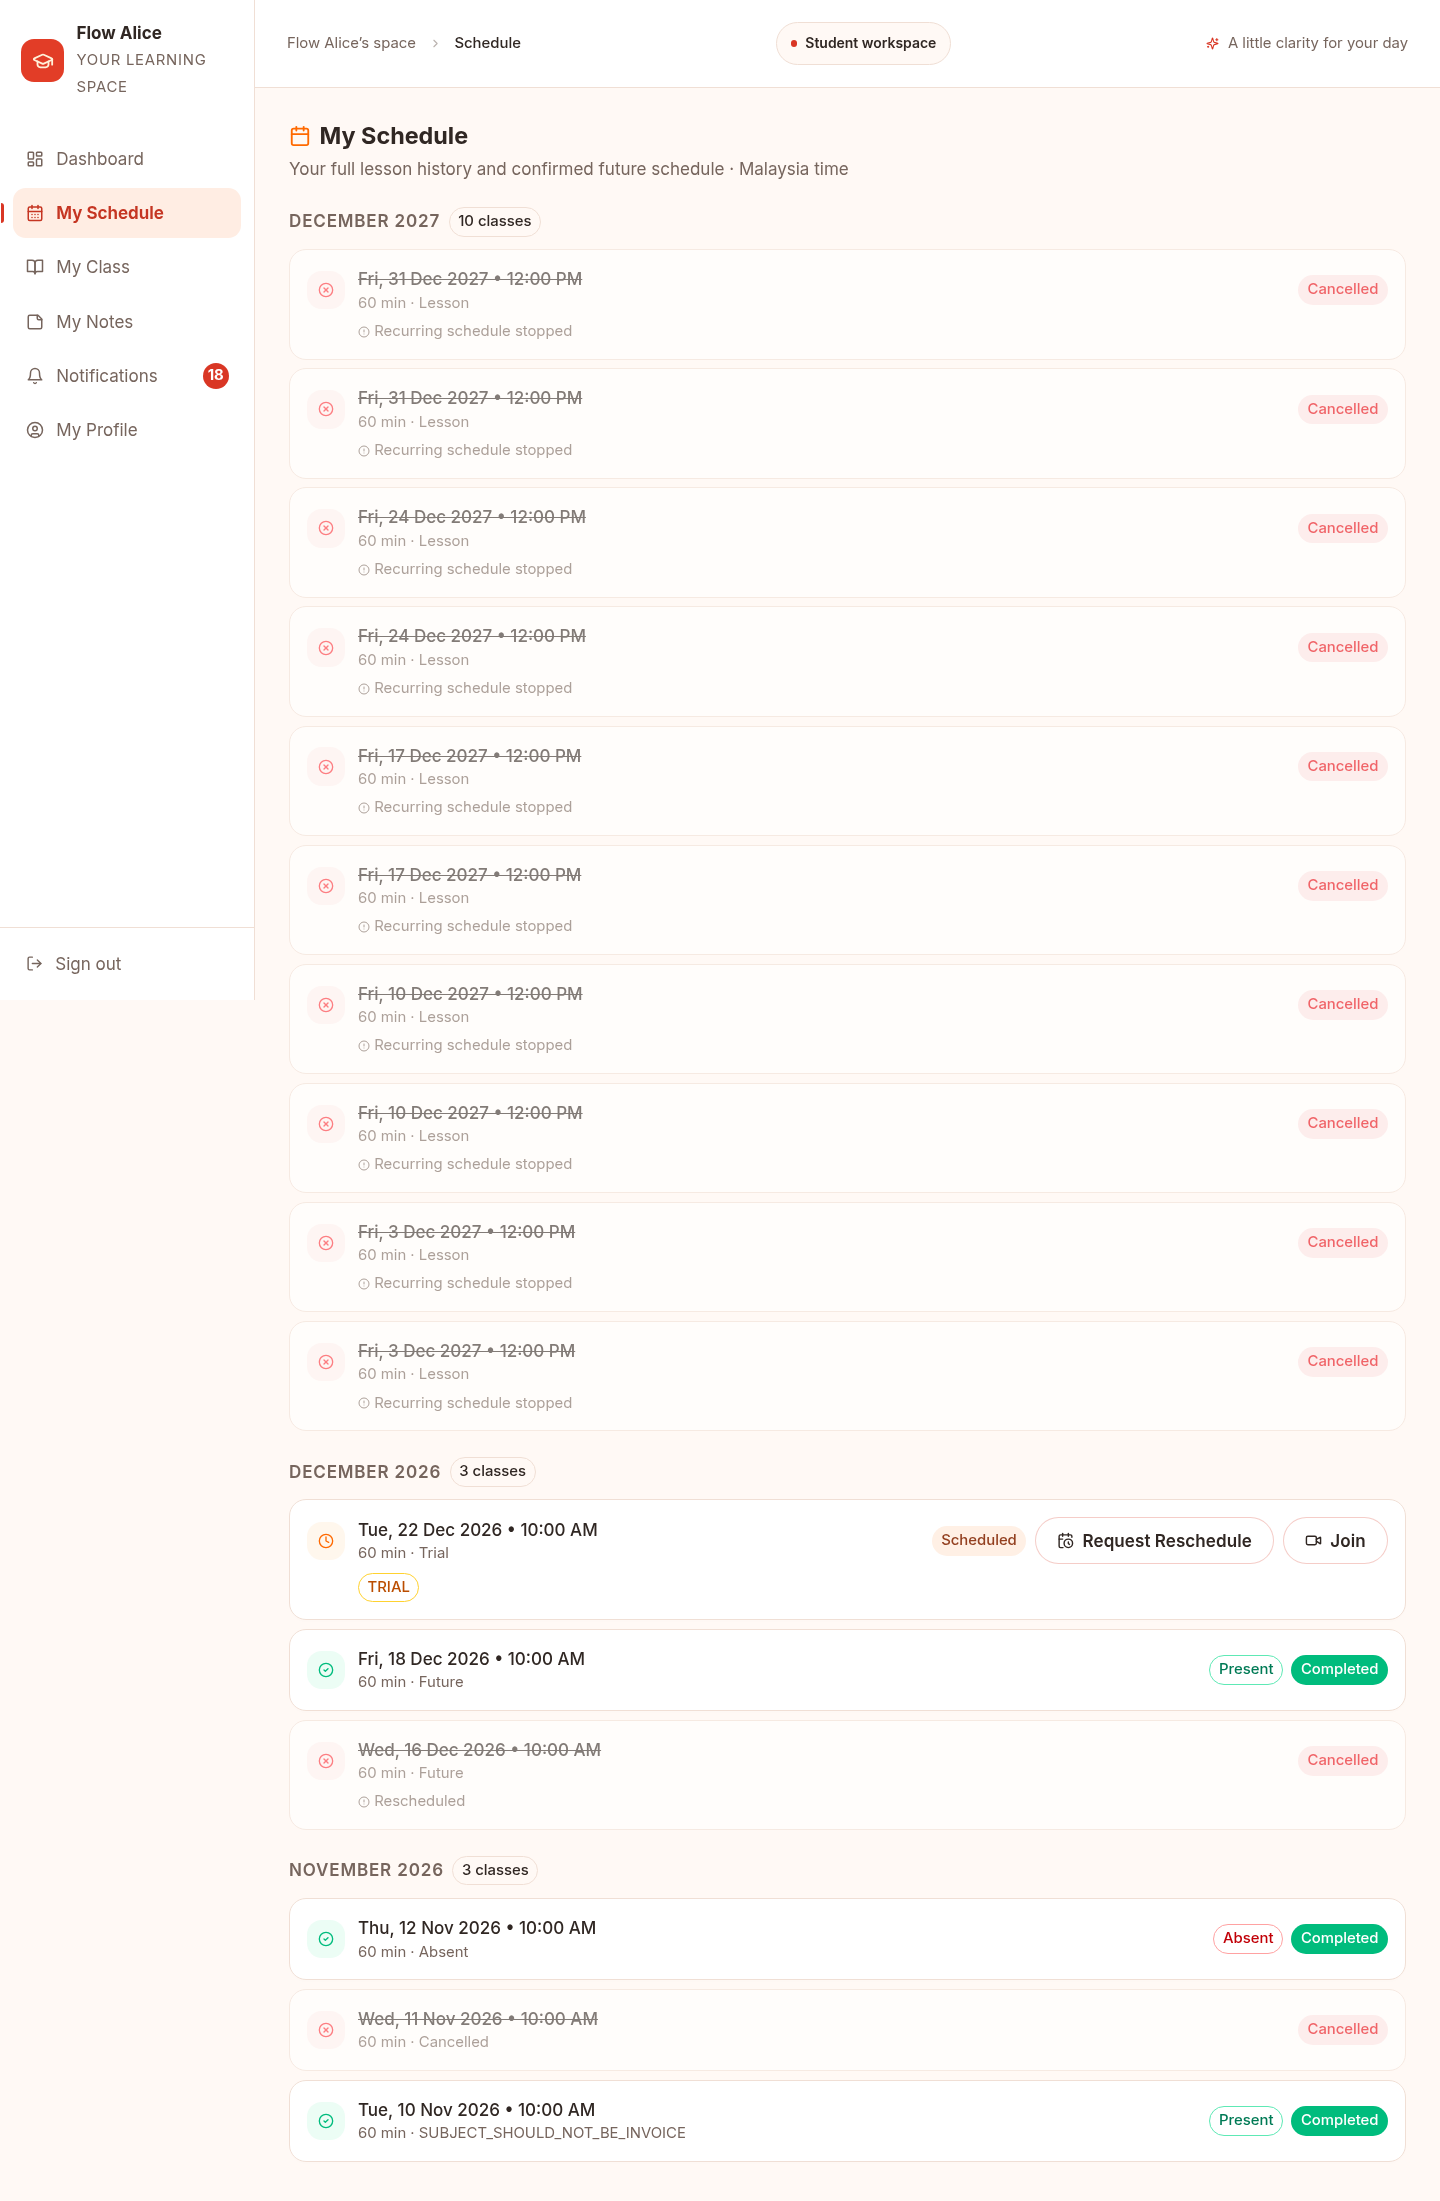 Flow Alice
YOUR LEARNING
SPACE
Dashboard
My Schedule
My Class
My Notes
Notifications 18
My Profile
Sign out
Flow Alice's space › Schedule
Student workspace
A little clarity for your day
My Schedule
Your full lesson history and confirmed future schedule · Malaysia time
DECEMBER 2027 10 classes
Fri, 31 Dec 2027 • 12:00 PM
60 min · Lesson
Recurring schedule stopped
Cancelled
Fri, 31 Dec 2027 • 12:00 PM
60 min · Lesson
Recurring schedule stopped
Cancelled
Fri, 24 Dec 2027 • 12:00 PM
60 min · Lesson
Recurring schedule stopped
Cancelled
Fri, 24 Dec 2027 • 12:00 PM
60 min · Lesson
Recurring schedule stopped
Cancelled
Fri, 17 Dec 2027 • 12:00 PM
60 min · Lesson
Recurring schedule stopped
Cancelled
Fri, 17 Dec 2027 • 12:00 PM
60 min · Lesson
Recurring schedule stopped
Cancelled
Fri, 10 Dec 2027 • 12:00 PM
60 min · Lesson
Recurring schedule stopped
Cancelled
Fri, 10 Dec 2027 • 12:00 PM
60 min · Lesson
Recurring schedule stopped
Cancelled
Fri, 3 Dec 2027 • 12:00 PM
60 min · Lesson
Recurring schedule stopped
Cancelled
Fri, 3 Dec 2027 • 12:00 PM
60 min · Lesson
Recurring schedule stopped
Cancelled
DECEMBER 2026 3 classes
Tue, 22 Dec 2026 • 10:00 AM
60 min · Trial
TRIAL
Scheduled Request Reschedule Join
Fri, 18 Dec 2026 • 10:00 AM
60 min · Future
Present Completed
Wed, 16 Dec 2026 • 10:00 AM
60 min · Future
Rescheduled
Cancelled
NOVEMBER 2026 3 classes
Thu, 12 Nov 2026 • 10:00 AM
60 min · Absent
Absent Completed
Wed, 11 Nov 2026 • 10:00 AM
60 min · Cancelled
Cancelled
Tue, 10 Nov 2026 • 10:00 AM
60 min · SUBJECT_SHOULD_NOT_BE_INVOICE
Present Completed